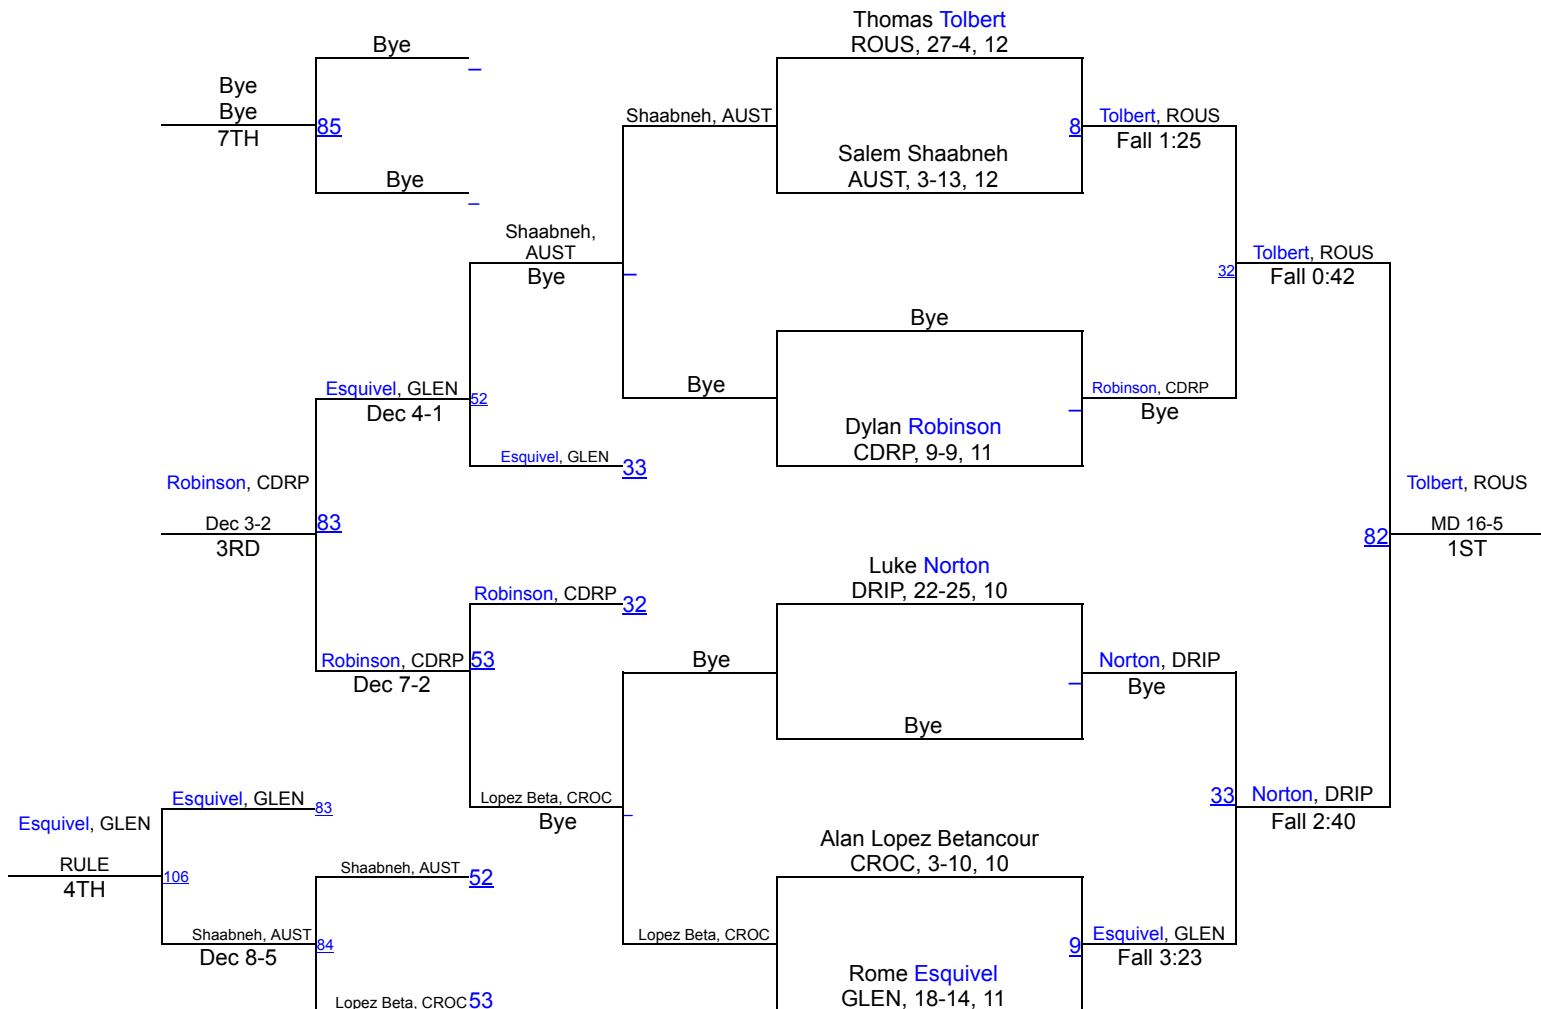 Thomas Tolbert
ROUS, 27-4, 12
Bye
Bye
Bye
7TH
85
Bye
Shaabneh, AUST
8
Tolbert, ROUS
Fall 1:25
Salem Shaabneh
AUST, 3-13, 12
Shaabneh,
AUST
Bye
32
Tolbert, ROUS
Fall 0:42
Bye
Bye
Robinson, CDRP
Bye
Esquivel, GLEN
Dec 4-1
52
Dylan Robinson
CDRP, 9-9, 11
Esquivel, GLEN
33
Robinson, CDRP
Dec 3-2
3RD
83
Tolbert, ROUS
MD 16-5
1ST
82
Luke Norton
DRIP, 22-25, 10
Robinson, CDRP
32
Robinson, CDRP
Dec 7-2
53
Bye
Norton, DRIP
Bye
Bye
Esquivel, GLEN
83
Lopez Beta, CROC
Bye
33
Norton, DRIP
Fall 2:40
Esquivel, GLEN
RULE
4TH
106
Alan Lopez Betancour
CROC, 3-10, 10
Shaabneh, AUST
52
Shaabneh, AUST
Dec 8-5
84
Lopez Beta, CROC
9
Esquivel, GLEN
Fall 3:23
Rome Esquivel
GLEN, 18-14, 11
Lopez Beta, CROC
53